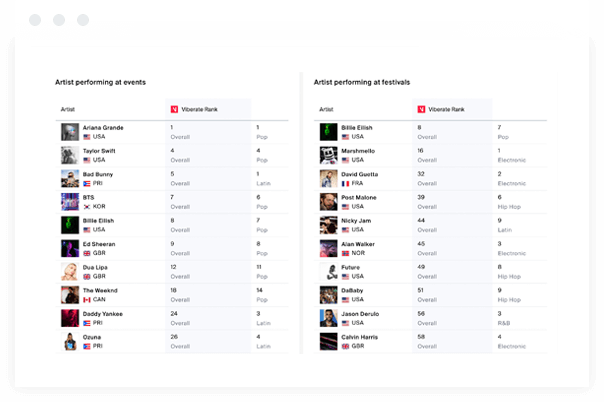 Artist performing at events
Artist Viberate Rank
Ariana Grande 1 1
USA Overall Pop
Taylor Swift 4 4
USA Overall Pop
Bad Bunny 5 1
PRI Overall Latin
BTS 7 6
KOR Overall Pop
Billie Eilish 8 7
USA Overall Pop
Ed Sheeran 9 8
GBR Overall Pop
Dua Lipa 12 11
GBR Overall Pop
The Weeknd 18 14
CAN Overall Pop
Daddy Yankee 24 3
PRI Overall Latin
Ozuna 26 4
PRI Overall Latin
Artist performing at festivals
Artist Viberate Rank
Billie Eilish 8 7
USA Overall Pop
Marshmello 16 1
USA Overall Electronic
David Guetta 32 2
FRA Overall Electronic
Post Malone 39 6
USA Overall Hip Hop
Nicky Jam 44 9
USA Overall Latin
Alan Walker 45 3
NOR Overall Electronic
Future 49 8
USA Overall Hip Hop
DaBaby 51 9
USA Overall Hip Hop
Jason Derulo 56 3
USA Overall R&B
Calvin Harris 58 4
GBR Overall Electronic